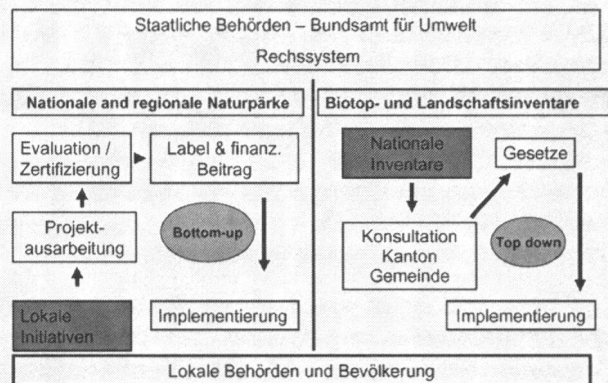 Staatliche Behörden – Bundsamt für Umwelt
Rechssystem
Nationale and regionale Naturpärke
Evaluation /
Zertifizierung
Label & finanz.
Beitrag
Projekt-
ausarbeitung
Bottom-up
Lokale
Initiativen
Implementierung
Biotop- und Landschaftsinventare
Nationale
Inventare
Gesetze
Konsultation
Kanton
Gemeinde
Top down
Implementierung
Lokale Behörden und Bevölkerung